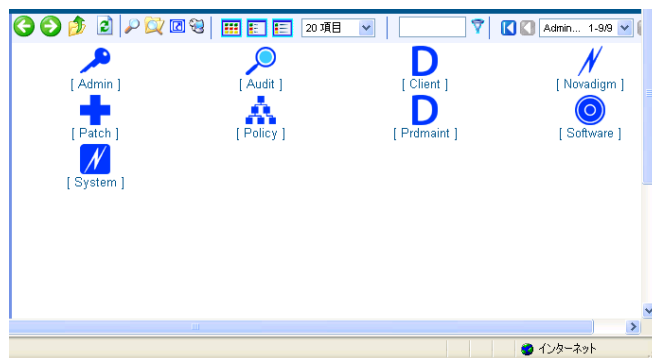 20 項目 Admin... 1-9/9
[ Admin ] [ Audit ] [ Client ] [ Novadigm ]
[ Patch ] [ Policy ] [ Prdmaint ] [ Software ]
[ System ]
インターネット